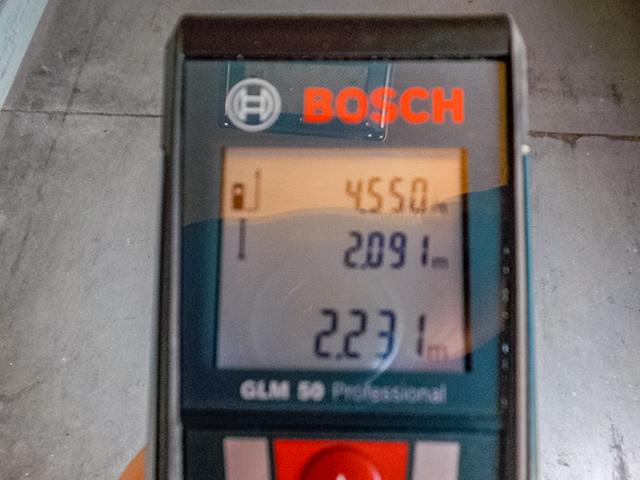 BOSCH
4.550 m
2.091 m
2.231 m
GLM 50 Professional